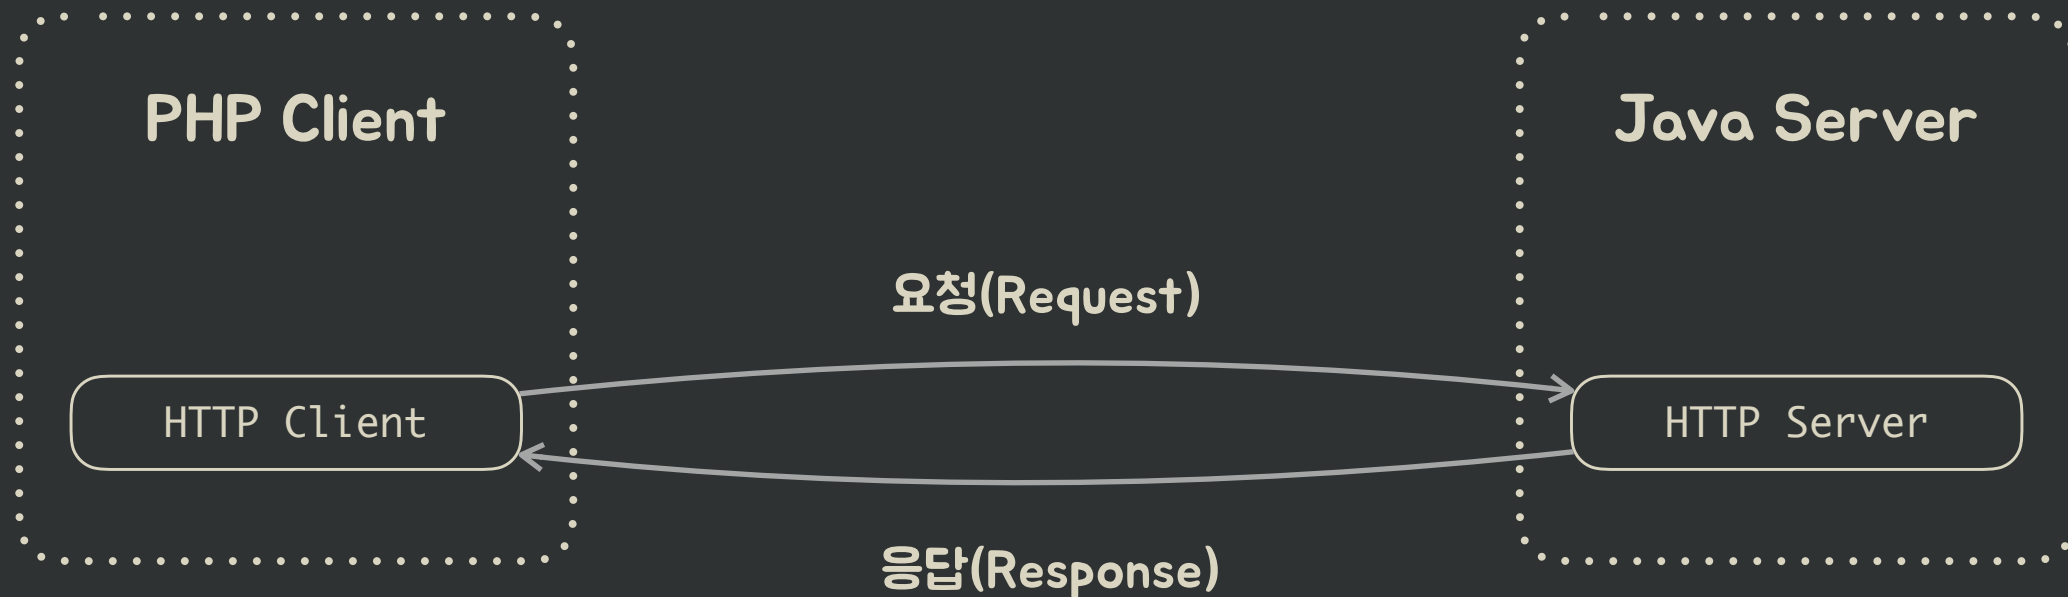 PHP Client
Java Server
요청(Request)
HTTP Client
HTTP Server
응답(Response)